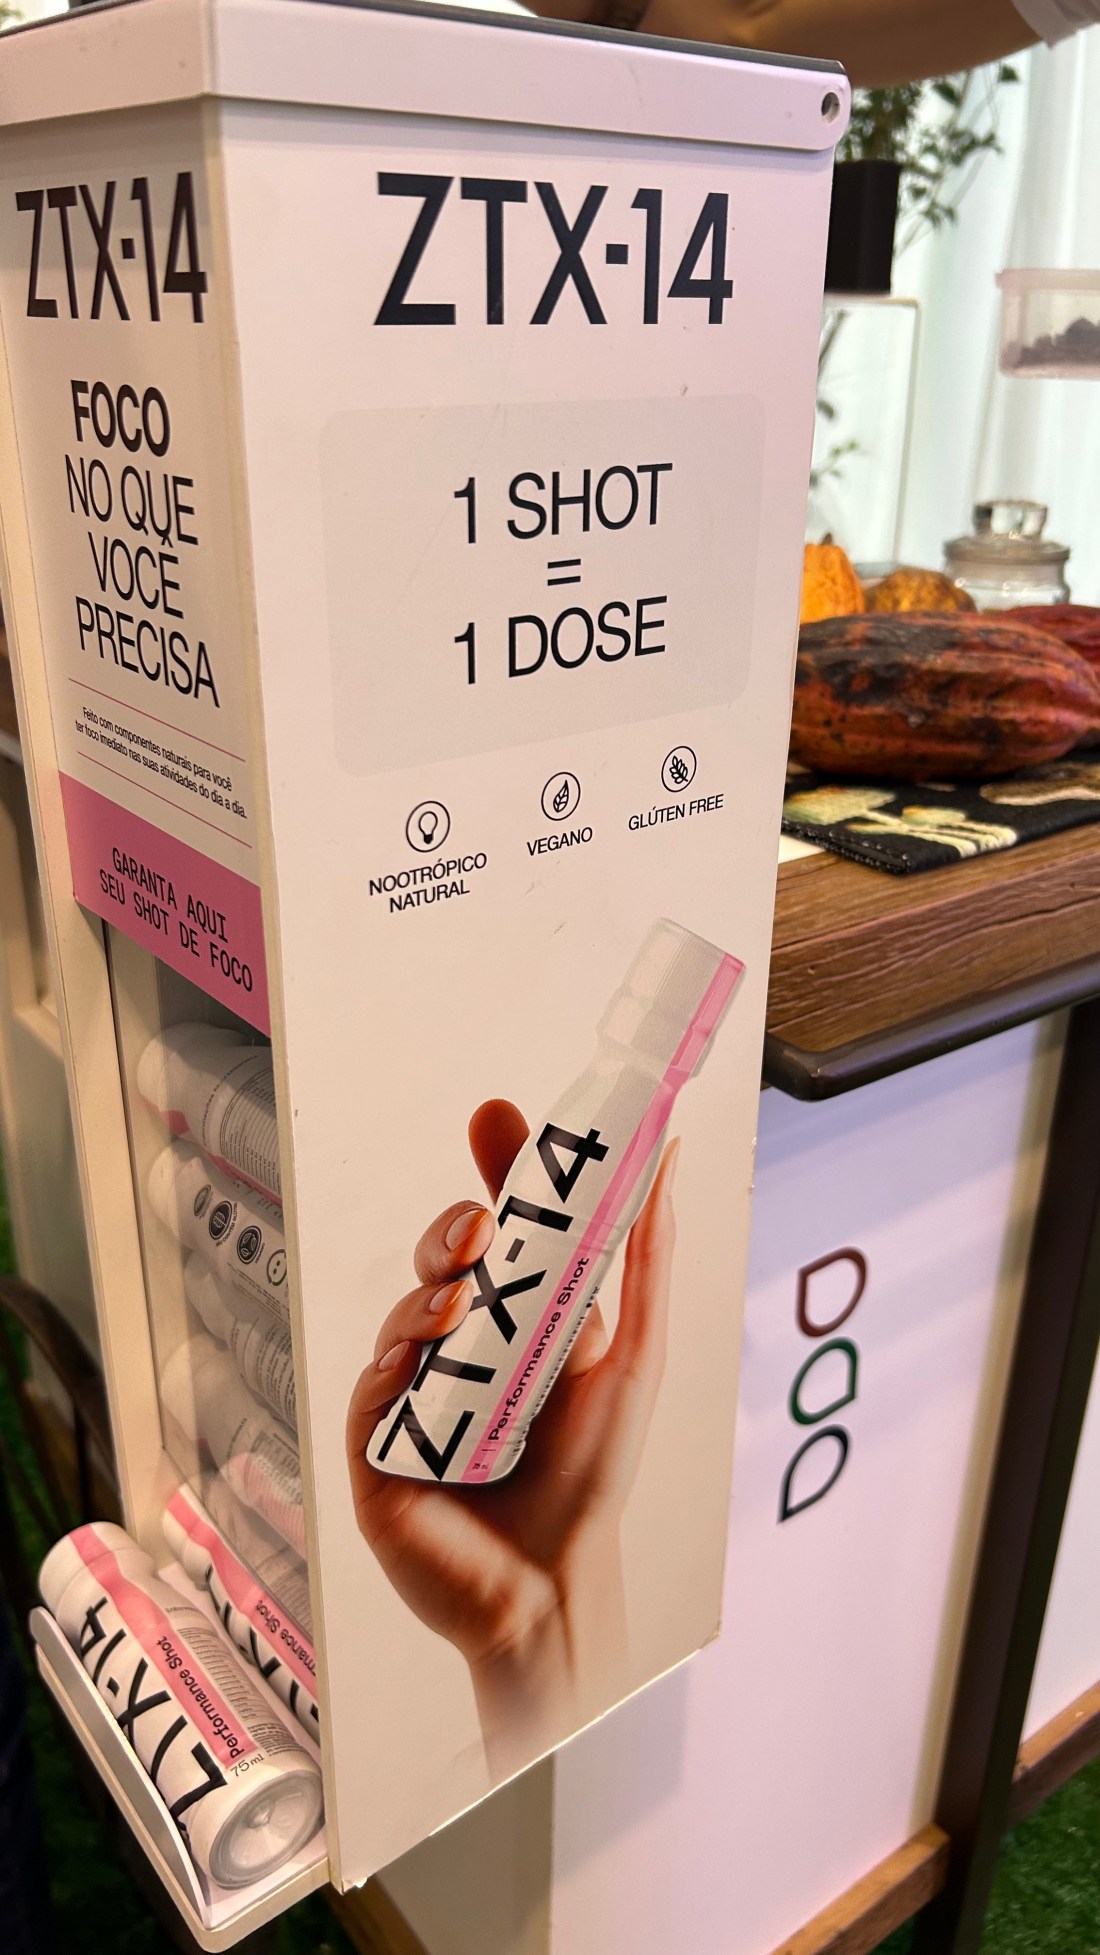 ZTX-14
FOCO
NO QUE
VOCÊ
PRECISA
Feito com componentes naturais para você
ter foco imediato nas suas atividades do dia a dia.
GARANTA AQUI
SEU SHOT DE FOCO
ZTX-14
1 SHOT
=
1 DOSE
NOOTRÓPICO
NATURAL
VEGANO
GLÚTEN FREE
ZTX-14
Performance Shot
ZTX-14
Performance Shot
75ml
rmance Shot